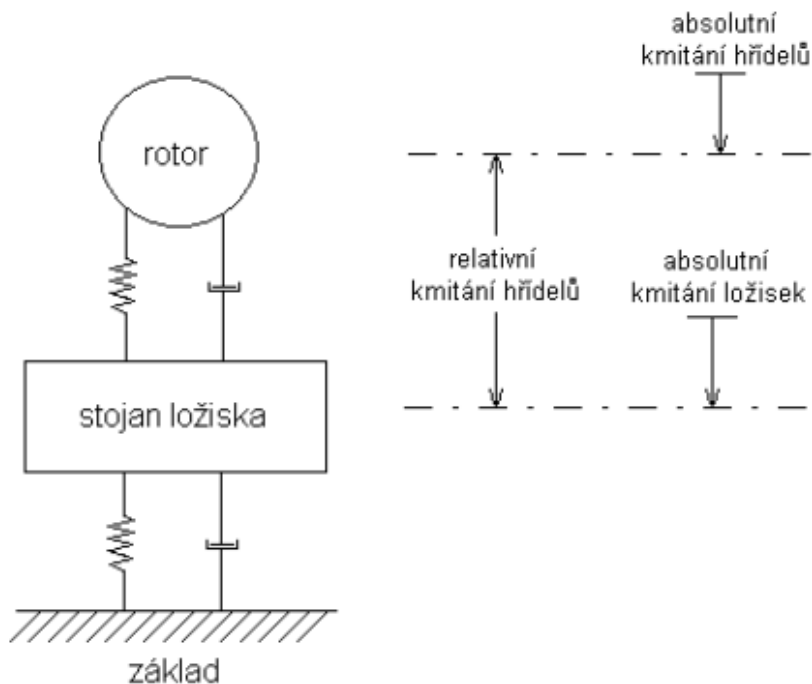 absolutní
kmitání hřídelů
rotor
relativní
kmitání hřídelů
absolutní
kmitání ložisek
stojan ložiska
základ